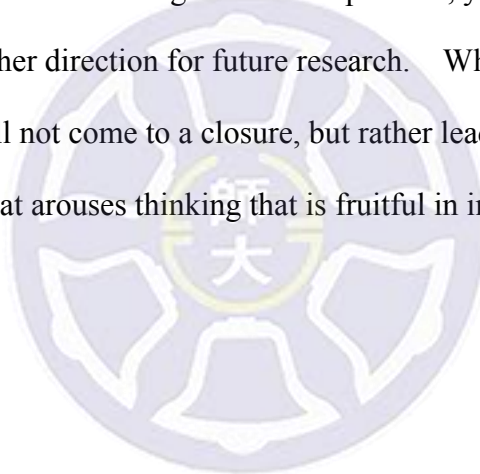 her direction for future research. Wh
l not come to a closure, but rather lea
at arouses thinking that is fruitful in i
師
大